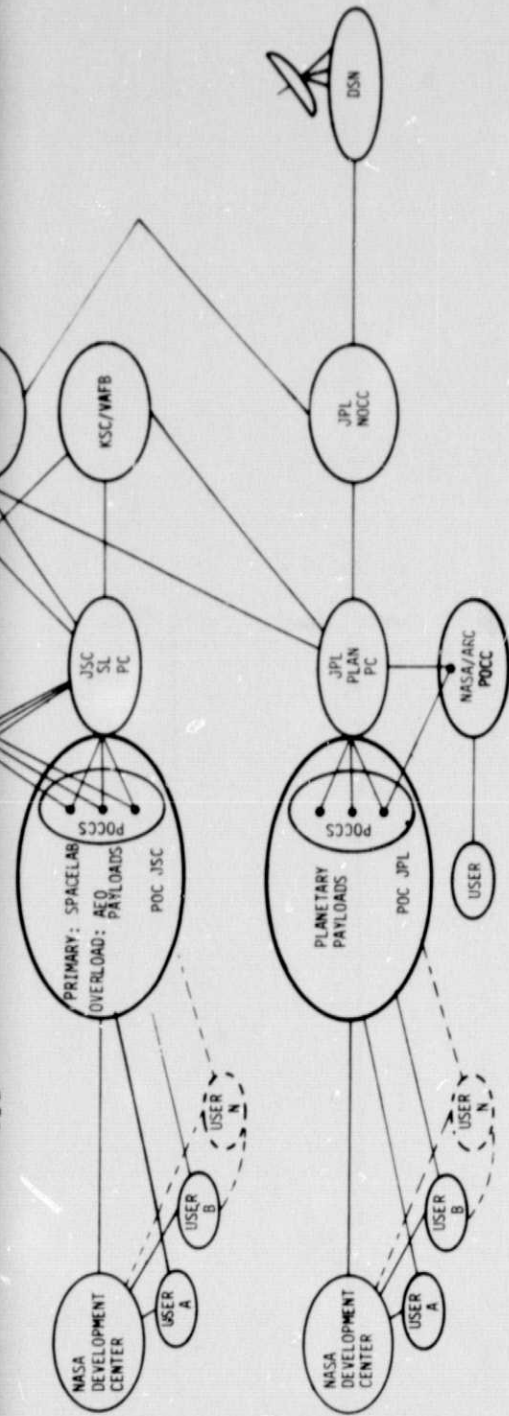 DSN
KSC/VAFB
JPL
NOCC
JSC
SL
PC
JPL
PLAN
PC
NASA/ARC
POCC
USER
PRIMARY: SPACELAB
OVERLOAD: AEO
PAYLOADS
POCCS
POC JSC
PLANETARY
PAYLOADS
POCCS
POC JPL
NASA
DEVELOPMENT
CENTER
USER
A
USER
B
USER
N
NASA
DEVELOPMENT
CENTER
USER
A
USER
B
USER
N